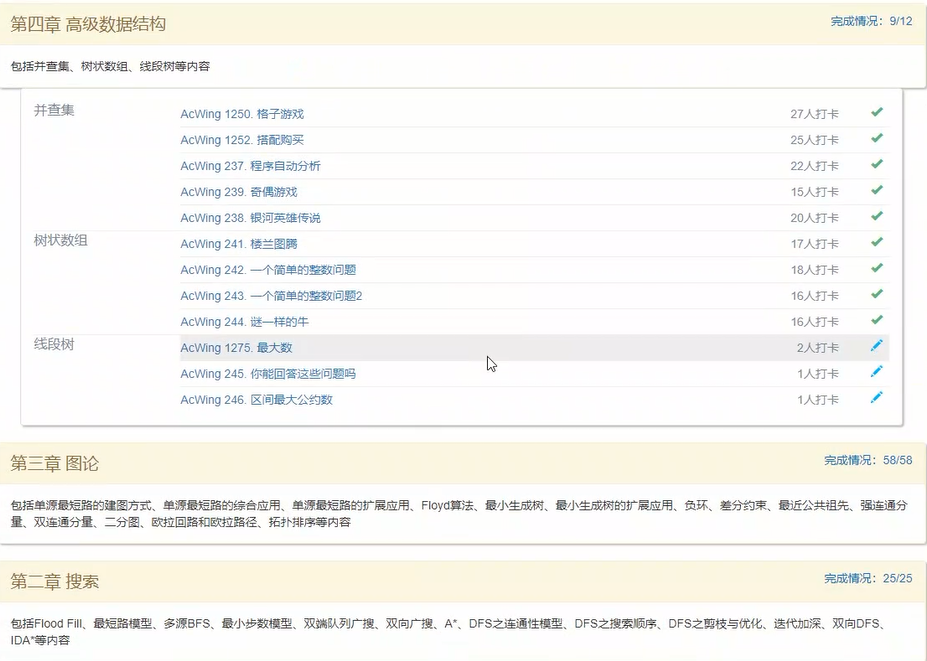 第四章 高级数据结构
完成情况：9/12
包括并查集、树状数组、线段树等内容
并查集
AcWing 1250. 格子游戏 27人打卡
AcWing 1252. 搭配购买 25人打卡
AcWing 237. 程序自动分析 22人打卡
AcWing 239. 奇偶游戏 15人打卡
AcWing 238. 银河英雄传说 20人打卡
树状数组
AcWing 241. 楼兰图腾 17人打卡
AcWing 242. 一个简单的整数问题 18人打卡
AcWing 243. 一个简单的整数问题2 16人打卡
AcWing 244. 谜一样的牛 16人打卡
线段树
AcWing 1275. 最大数 2人打卡
AcWing 245. 你能回答这些问题吗 1人打卡
AcWing 246. 区间最大公约数 1人打卡
第三章 图论
完成情况：58/58
包括单源最短路的建图方式、单源最短路的综合应用、单源最短路的扩展应用、Floyd算法、最小生成树、最小生成树的扩展应用、负环、差分约束、最近公共祖先、强连通分
量、双连通分量、二分图、欧拉回路和欧拉路径、拓扑排序等内容
第二章 搜索
完成情况：25/25
包括Flood Fill、最短路模型、多源BFS、最小步数模型、双端队列广搜、双向广搜、A*、DFS之连通性模型、DFS之搜索顺序、DFS之剪枝与优化、迭代加深、双向DFS、
IDA*等内容